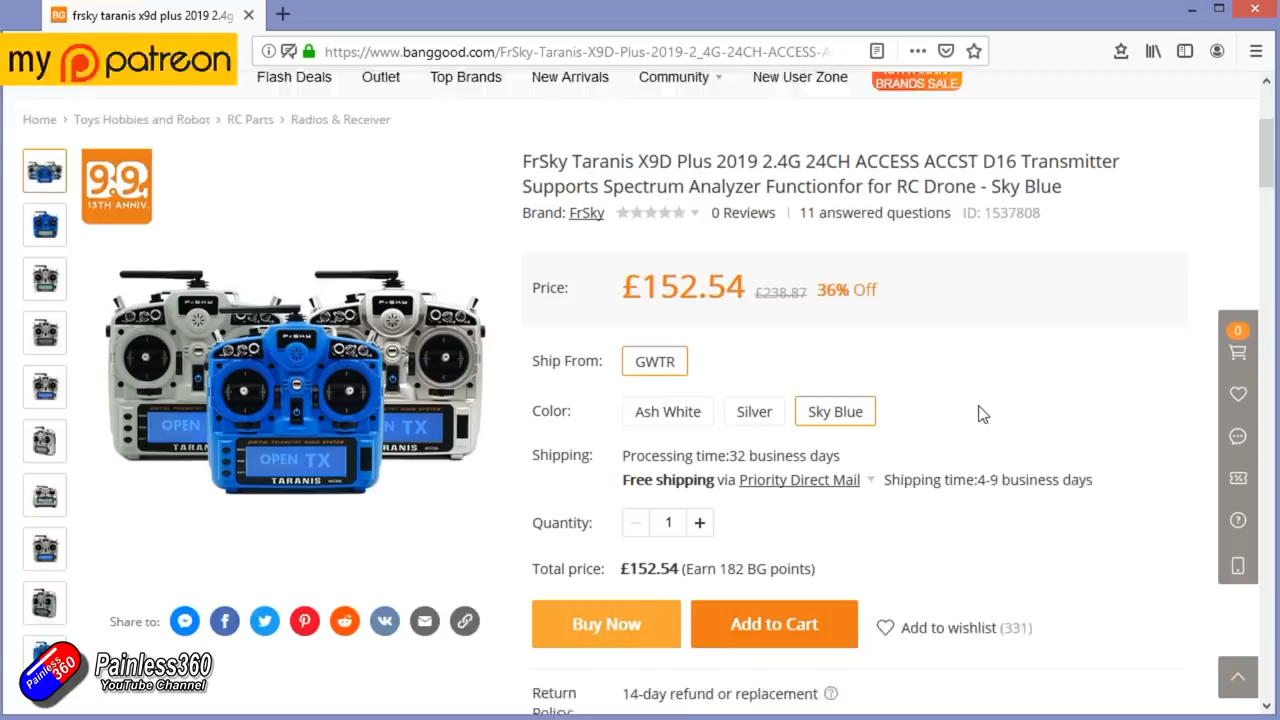 frsky taranis x9d plus 2019 2.4g
my patreon
https://www.banggood.com/FrSky-Taranis-X9D-Plus-2019-2_4G-24CH-ACCESS-A
Flash Deals Outlet Top Brands New Arrivals Community New User Zone
BRANDS SALE
Home > Toys Hobbies and Robot > RC Parts > Radios & Receiver
9.9.
13TH ANNIV.
FrSky Taranis X9D Plus 2019 2.4G 24CH ACCESS ACCST D16 Transmitter
Supports Spectrum Analyzer Functionfor for RC Drone - Sky Blue
Brand: FrSky 0 Reviews 11 answered questions ID: 1537808
Price: £152.54 £238.87 36% Off
Ship From: GWTR
Color: Ash White Silver Sky Blue
Shipping: Processing time:32 business days
Free shipping via Priority Direct Mail Shipping time:4-9 business days
Quantity: 1
Total price: £152.54 (Earn 182 BG points)
Buy Now Add to Cart Add to wishlist (331)
Return Policy: 14-day refund or replacement
0
FrSKY
OPEN TX
DIGITAL TELEMETRY RADIO SYSTEM
TARANIS
Share to:
Painless360
YouTube Channel
Painless 360